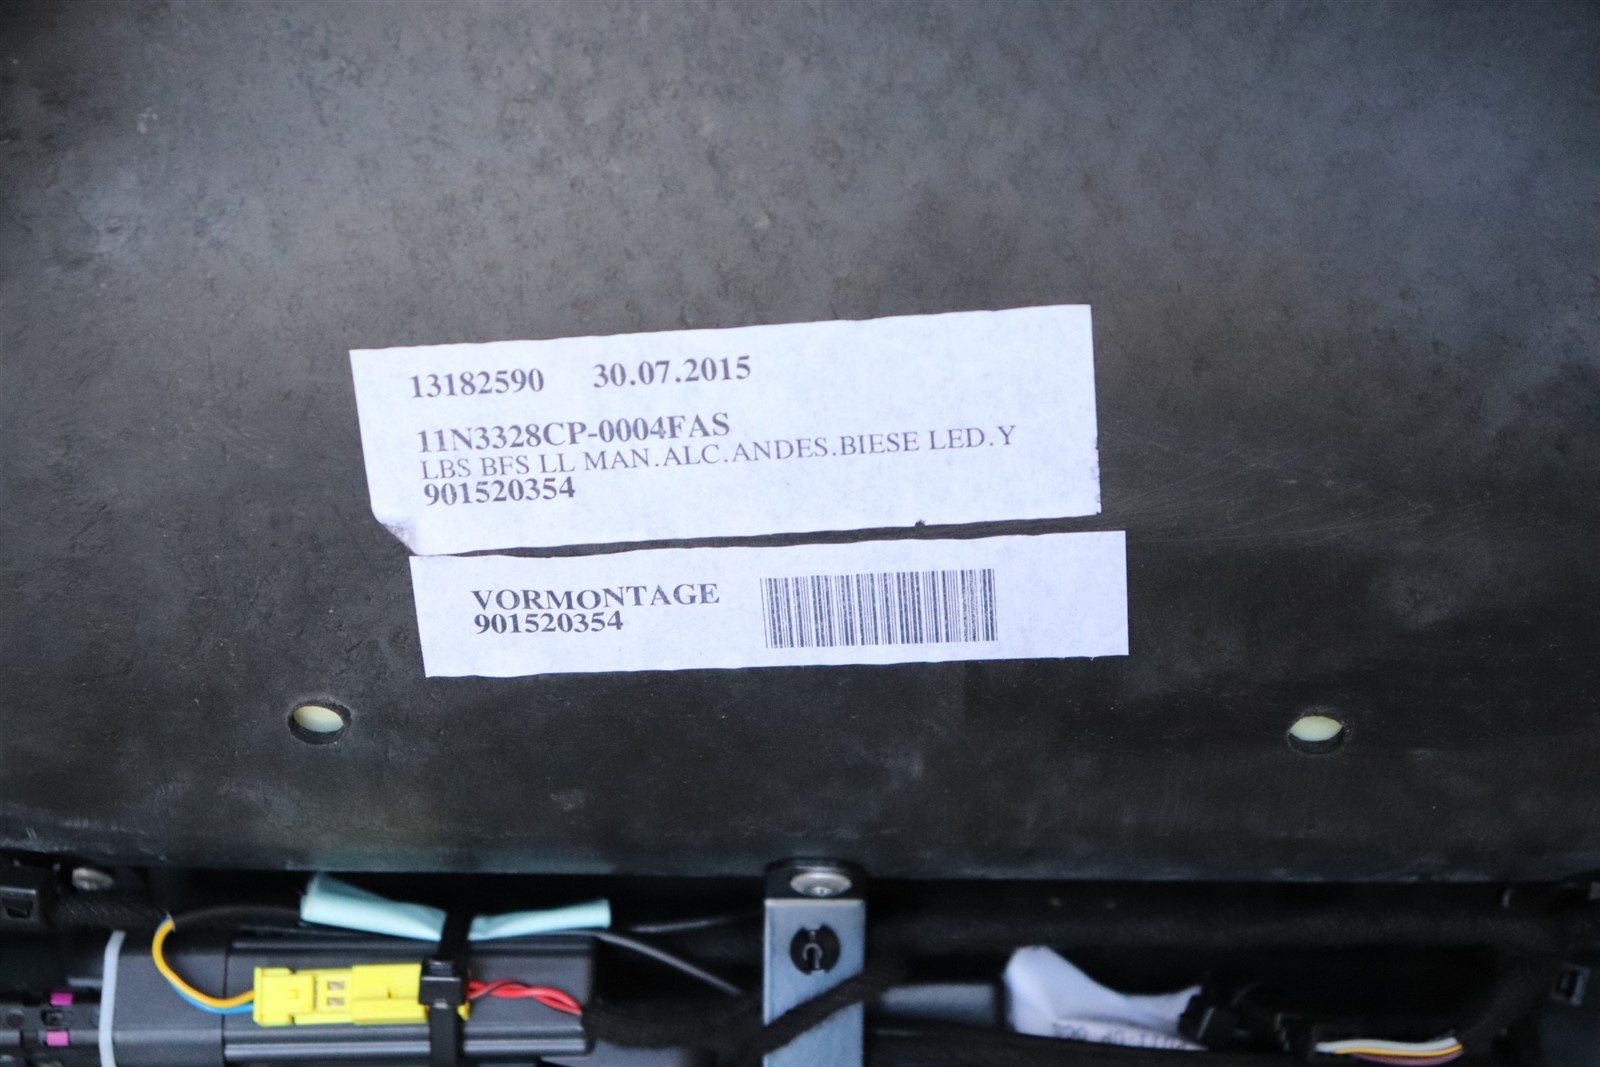 13182590 30.07.2015
11N3328CP-0004FAS
LBS BFS LL MAN.ALC.ANDES.BIESE LED.Y
901520354
VORMONTAGE
901520354